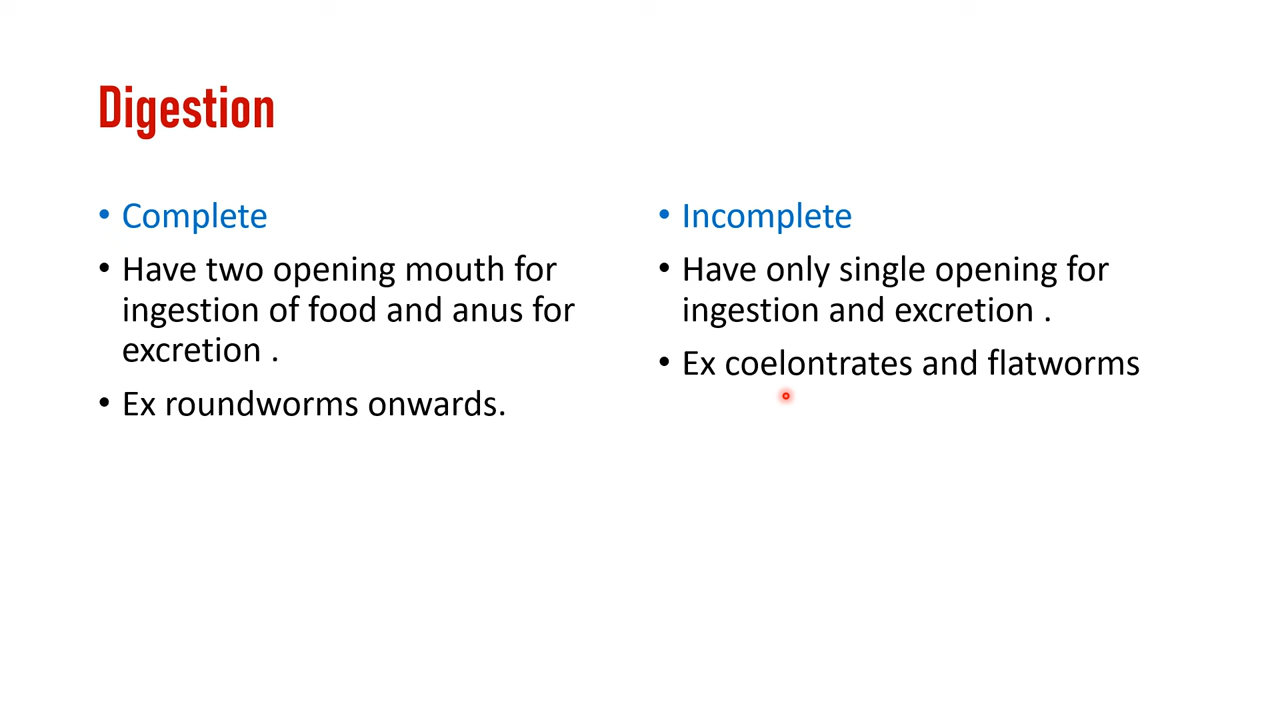 Digestion
• Complete
• Have two opening mouth for
ingestion of food and anus for
excretion .
• Ex roundworms onwards.
• Incomplete
• Have only single opening for
ingestion and excretion .
• Ex coelontrates and flatworms